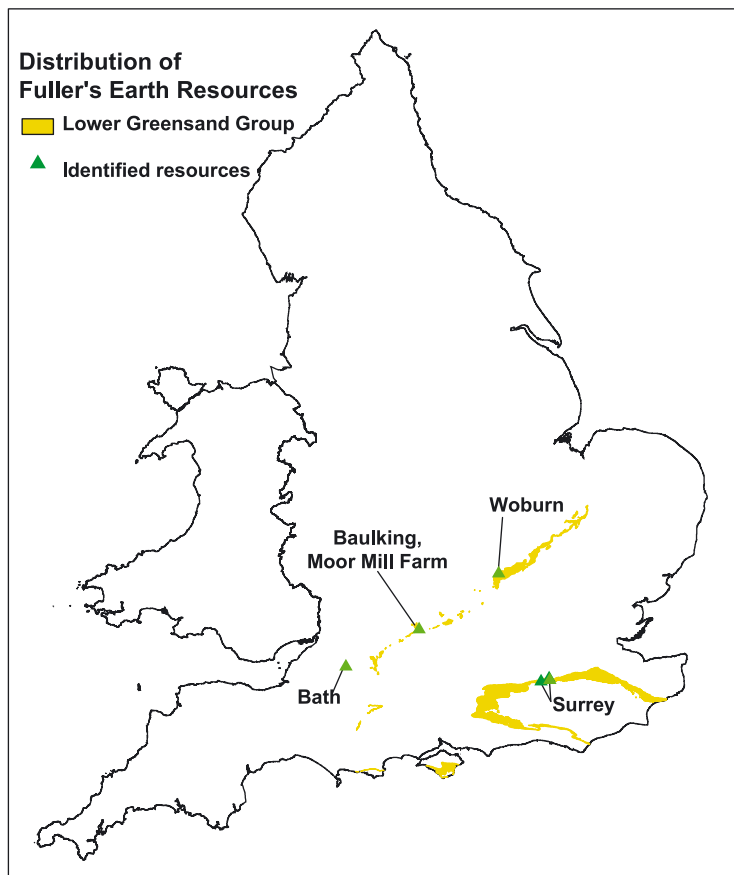 Distribution of
Fuller's Earth Resources
Lower Greensand Group
Identified resources
Woburn
Baulking,
Moor Mill Farm
Bath
Surrey